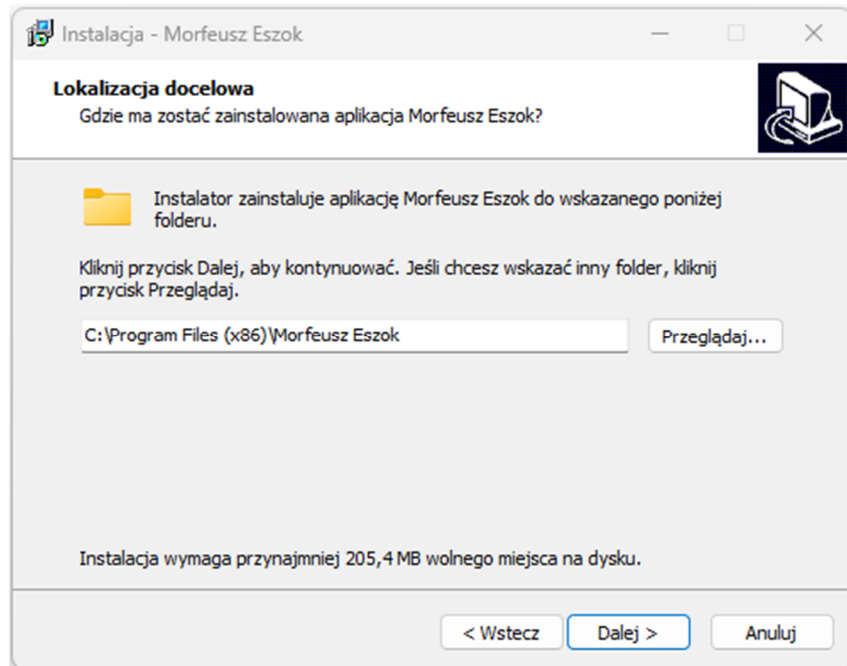 Instalacja - Morfeusz Eszok
Lokalizacja docelowa
Gdzie ma zostać zainstalowana aplikacja Morfeusz Eszok?
Instalator zainstaluje aplikację Morfeusz Eszok do wskazanego poniżej
folderu.
Kliknij przycisk Dalej, aby kontynuować. Jeśli chcesz wskazać inny folder, kliknij
przycisk Przeglądaj.
C:\Program Files (x86)\Morfeusz Eszok
Przeglądaj...
Instalacja wymaga przynajmniej 205,4 MB wolnego miejsca na dysku.
< Wstecz
Dalej >
Anuluj